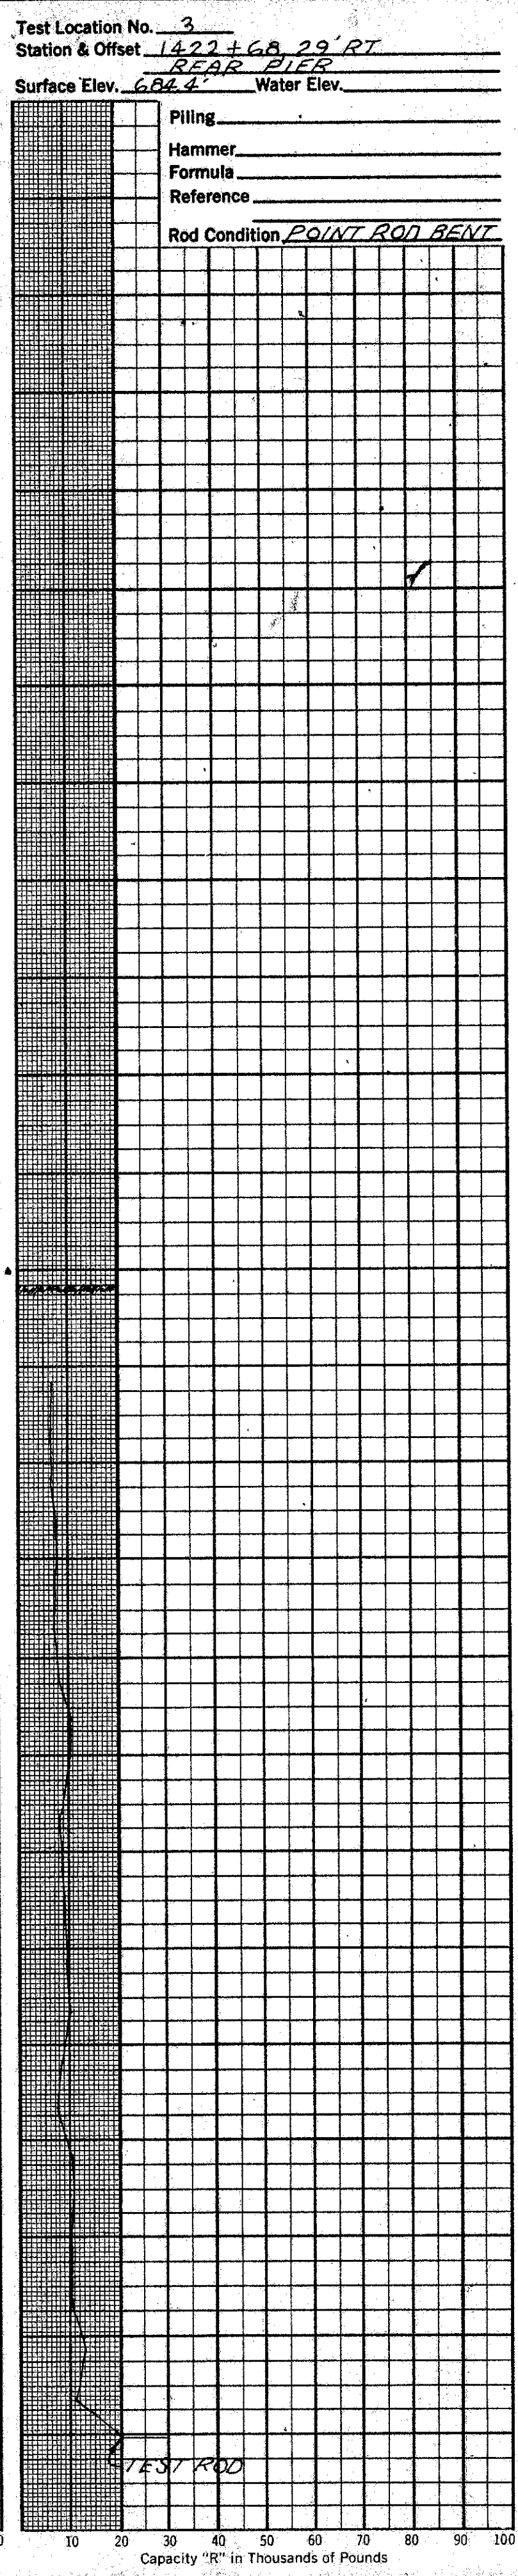 Test Location No. 3
Station & Offset 1422+68, 29' RT
REAR PIER
Surface Elev. 684.4' Water Elev.
Piling
Hammer
Formula
Reference
Rod Condition POINT ROD BENT
TEST ROD
0 10 20 30 40 50 60 70 80 90 100
Capacity "R" in Thousands of Pounds